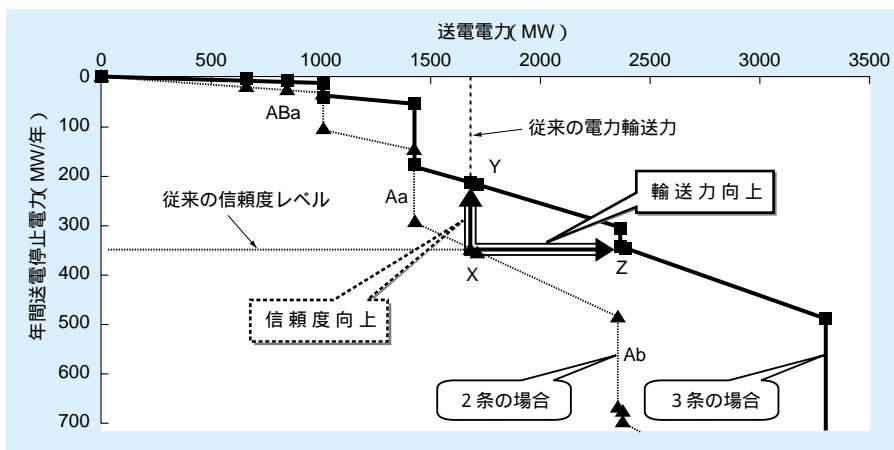 送電電力(MW)
0 500 1000 1500 2000 2500 3000 3500
年間送電停止電力(MW/年)
0
100
200
300
400
500
600
700
ABa
従来の電力輸送力
Y
Aa
従来の信頼度レベル
輸送力向上
X
Z
信頼度向上
Ab
2条の場合
3条の場合